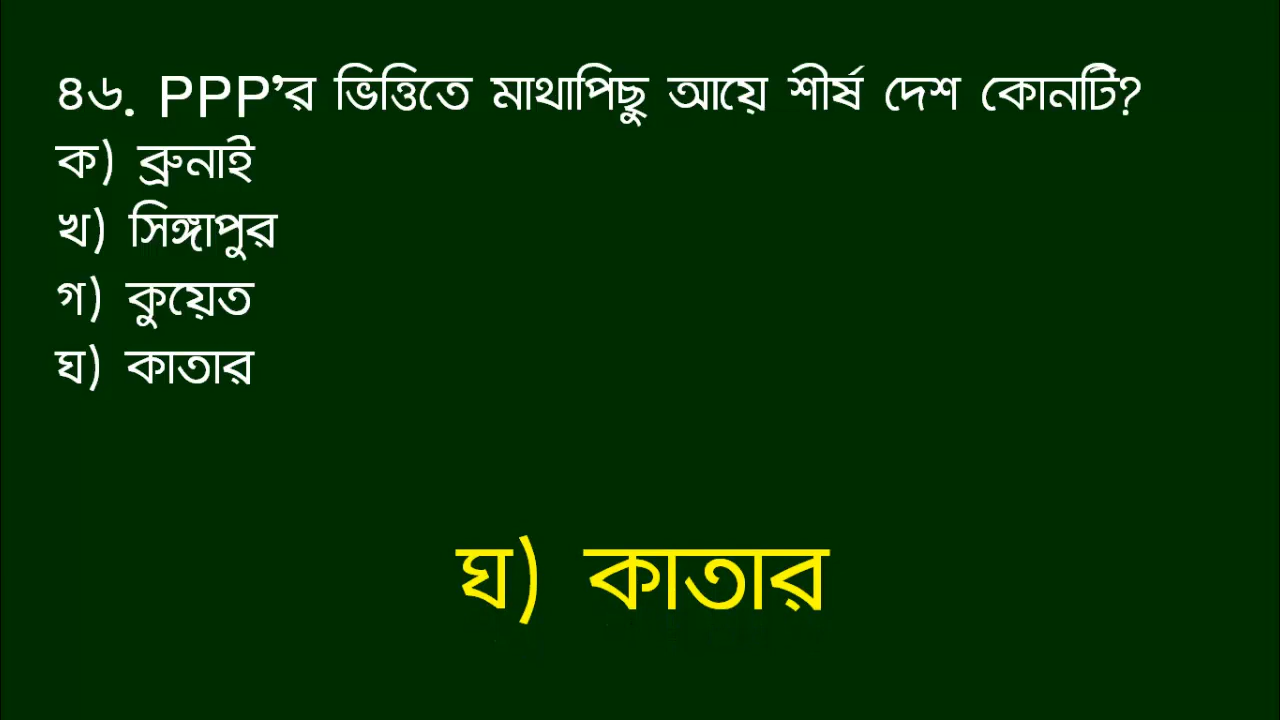 ৪৬. PPP’র ভিত্তিতে মাথাপিছু আয়ে শীর্ষ দেশ কোনটি?
ক) ব্রুনাই
খ) সিঙ্গাপুর
গ) কুয়েত
ঘ) কাতার
ঘ) কাতার